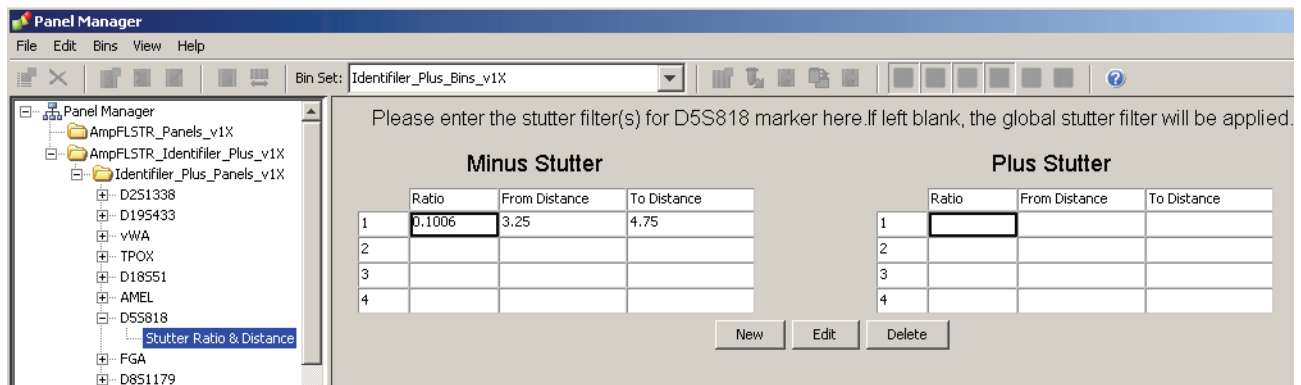 Panel Manager
File Edit Bins View Help
Bin Set: Identifiler_Plus_Bins_v1X
Panel Manager
AmpFLSTR_Panels_v1X
AmpFLSTR_Identifiler_Plus_v1X
Identifiler_Plus_Panels_v1X
D2S1338
D19S433
vWA
TPOX
D18S51
AMEL
D5S818
Stutter Ratio & Distance
FGA
D8S1179
Please enter the stutter filter(s) for D5S818 marker here.If left blank, the global stutter filter will be applied.
Minus Stutter
Ratio From Distance To Distance
1 0.1006 3.25 4.75
2
3
4
Plus Stutter
Ratio From Distance To Distance
1
2
3
4
New Edit Delete